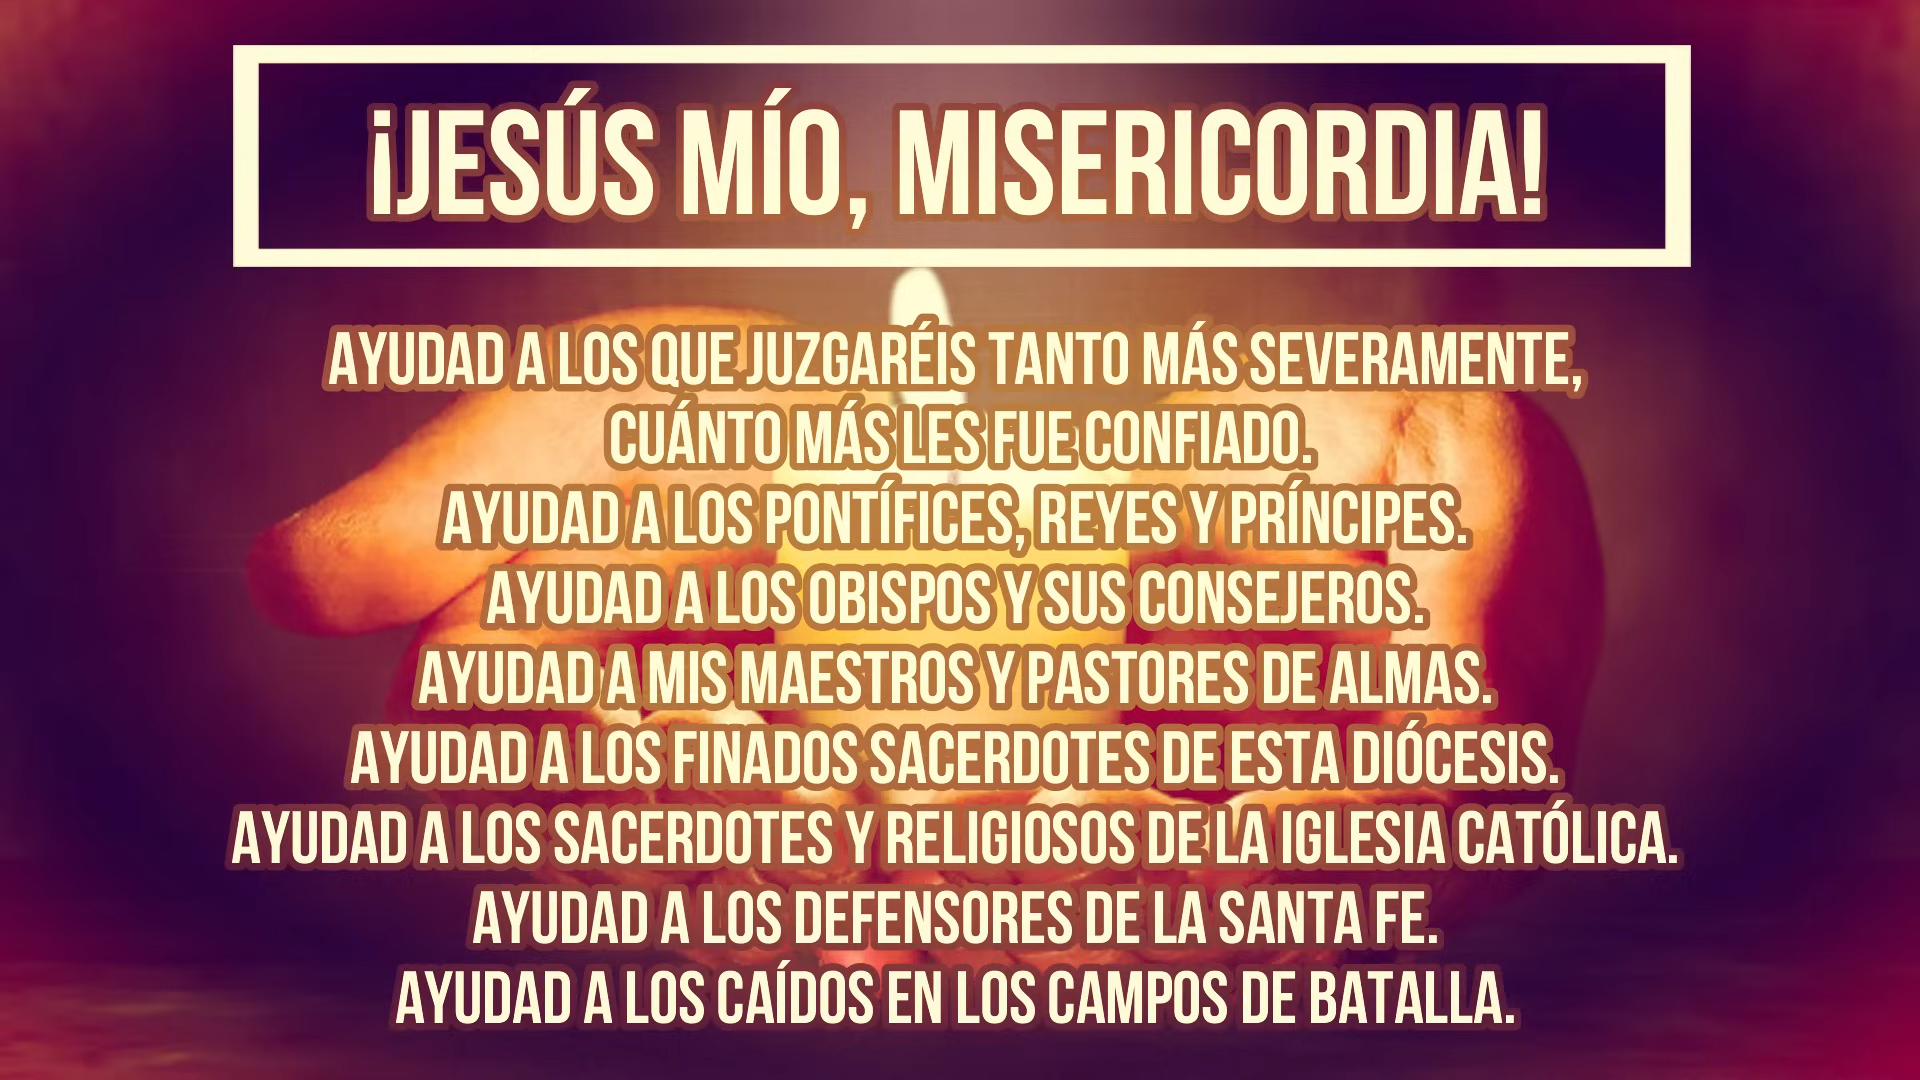 ¡JESÚS MÍO, MISERICORDIA!
AYUDAD A LOS QUE JUZGARÉIS TANTO MÁS SEVERAMENTE,
CUÁNTO MÁS LES FUE CONFIADO.
AYUDAD A LOS PONTÍFICES, REYES Y PRÍNCIPES.
AYUDAD A LOS OBISPOS Y SUS CONSEJEROS.
AYUDAD A MIS MAESTROS Y PASTORES DE ALMAS.
AYUDAD A LOS FINADOS SACERDOTES DE ESTA DIÓCESIS.
AYUDAD A LOS SACERDOTES Y RELIGIOSOS DE LA IGLESIA CATÓLICA.
AYUDAD A LOS DEFENSORES DE LA SANTA FE.
AYUDAD A LOS CAÍDOS EN LOS CAMPOS DE BATALLA.